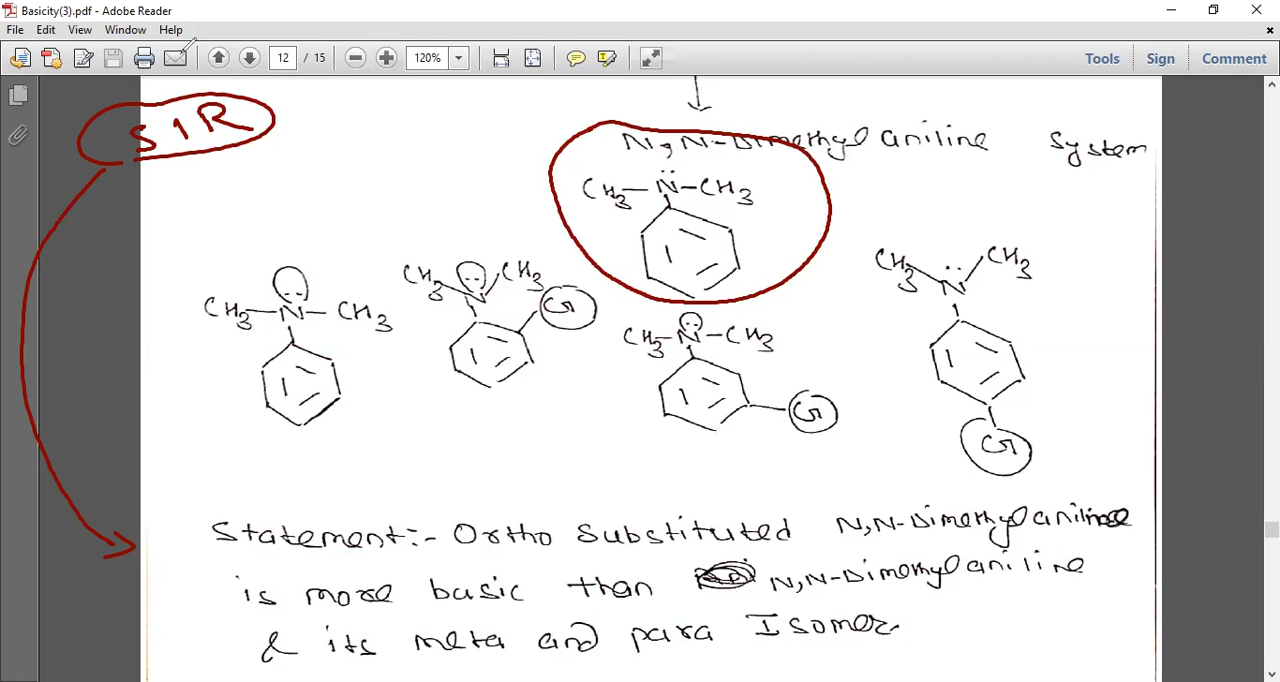 Basicity(3).pdf - Adobe Reader
File Edit View Window Help
12 / 15 120% Tools Sign Comment
SIR
N,N-Dimethyl aniline System
CH3—N̈—CH3
CH3 N̈ CH3
CH3 N̈ CH3 G
CH3—N̈—CH3 G
CH3 N̈ CH3 G
Statement:- Ortho Substituted N,N-Dimethyl aniline
is more basic than N,N-Dimethyl aniline
& its meta and para Isomer